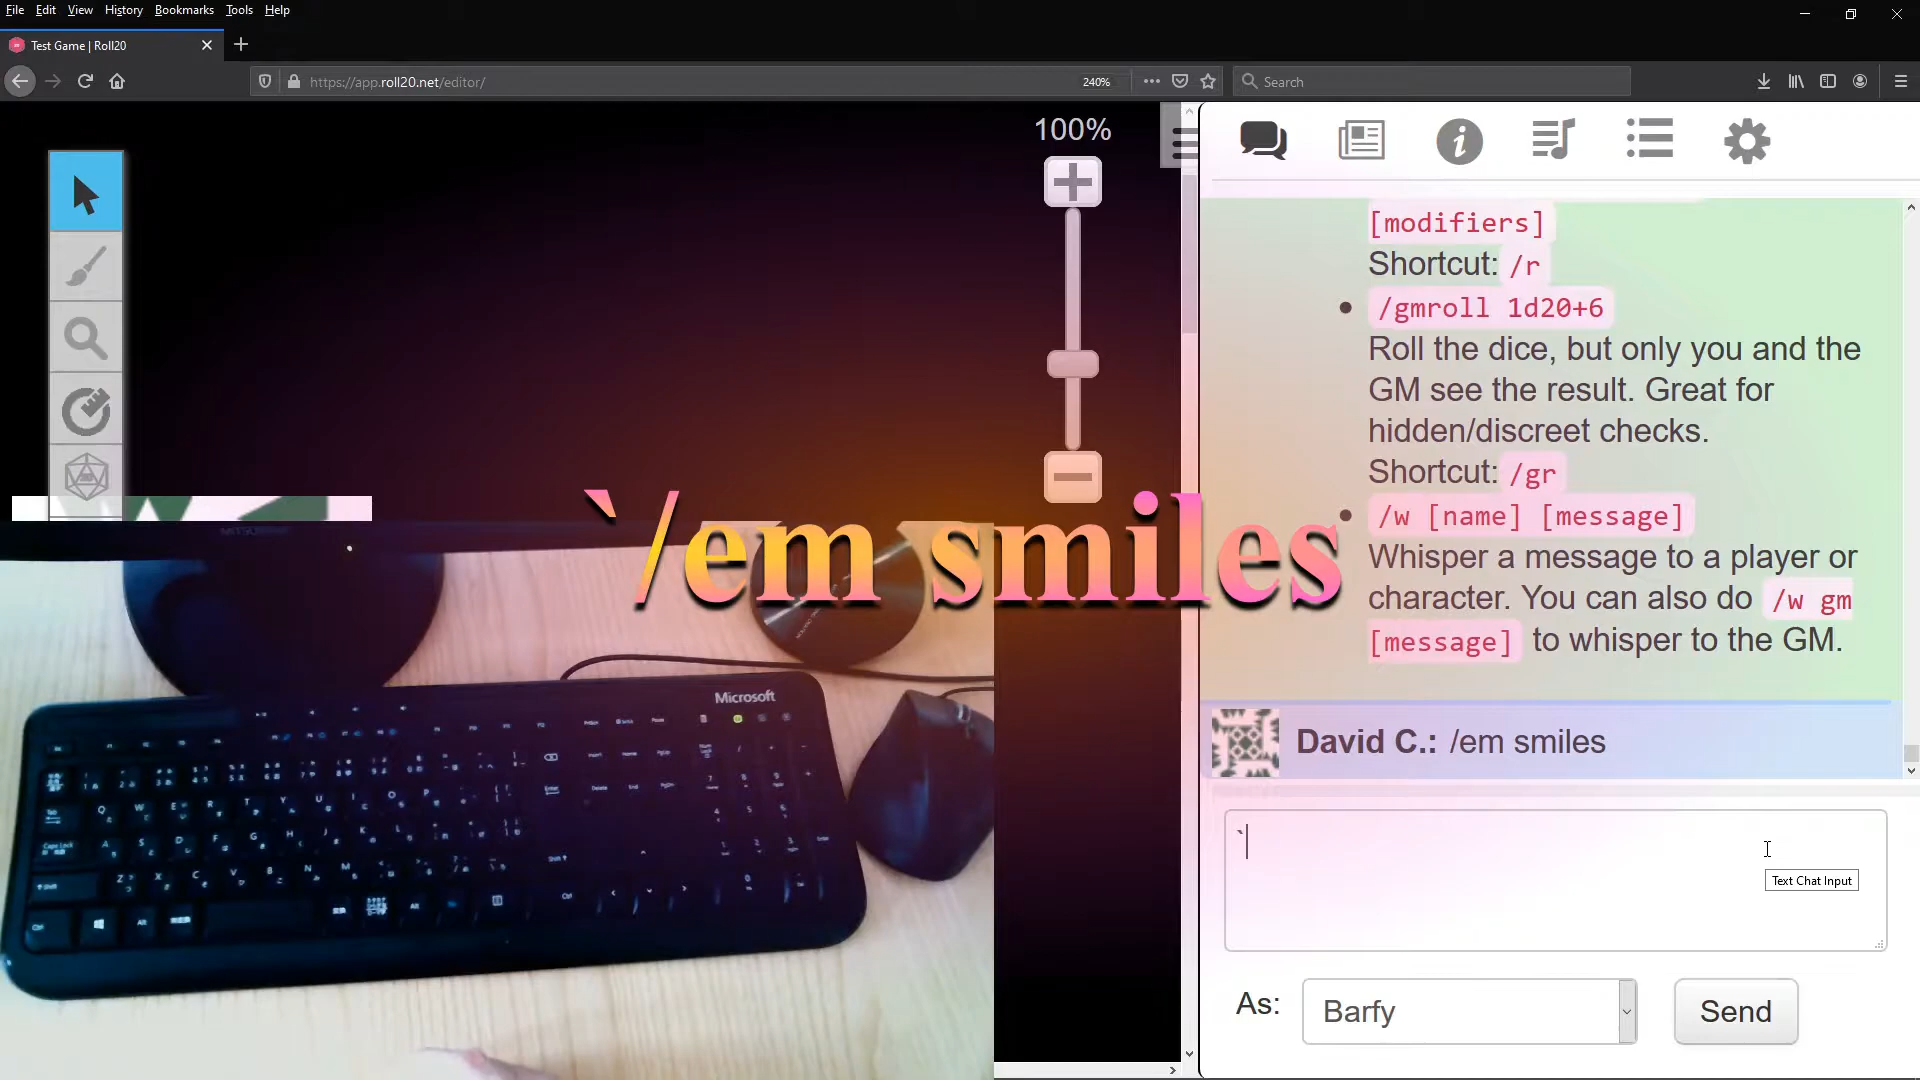 File Edit View History Bookmarks Tools Help
Test Game | Roll20
https://app.roll20.net/editor/
240%
Search
100%
[modifiers]
Shortcut: /r
/gmroll 1d20+6
Roll the dice, but only you and the
GM see the result. Great for
hidden/discreet checks.
Shortcut: /gr
/w [name] [message]
Whisper a message to a player or
character. You can also do /w gm
[message] to whisper to the GM.
`/em smiles
David C.: /em smiles
`
Text Chat Input
As: Barfy Send
Microsoft